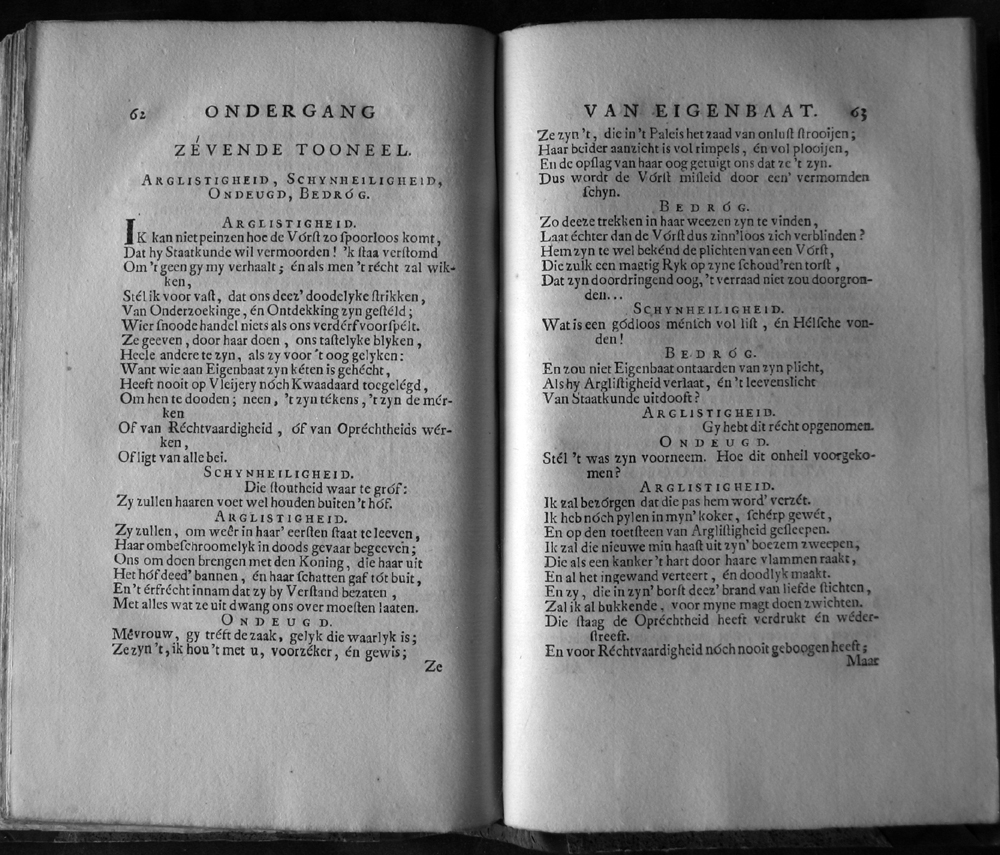 62 ONDERGANG
ZÉVENDE TOONEEL.
ARGLISTIGHEID, SCHYNHEILIGHEID,
ONDEUGD, BEDRÓG.
ARGLISTIGHEID.
IK kan niet peinzen hoe de Vórſt zo ſpoorloos komt,
Dat hy Staatkunde wil vermoorden! 'k ſtaa verſtomd
Om 't geen gy my verhaalt; én als men 't récht zal wik-
ken,
Stél ik voor vaſt, dat ons deez' doodelyke ſtrikken,
Van Onderzoekinge, én Ontdekking zyn geſtéld;
Wier ſnoode handel niets als ons verdérf voorſpélt.
Ze geeven, door haar doen, ons taſtelyke blyken,
Heele andere te zyn, als zy voor 't oog gelyken:
Want wie aan Eigenbaat zyn kéten is gehécht,
Heeft nooit op Vleijery nóch Kwaadaard toegelégd,
Om hen te dooden; neen, 't zyn tékens, 't zyn de mér-
ken
Of van Réchtvaardigheid, óf van Opréchtheids wér-
ken,
Of ligt van alle bei.
SCHYNHEILIGHEID.
Die ſtoutheid waar te gróf:
Zy zullen haaren voet wel houden buiten 't hóf.
ARGLISTIGHEID.
Zy zullen, om weêr in haar' eerſten ſtaat te leeven,
Haar ombeſchroomelyk in doods gevaar begeeven;
Ons om doen brengen met den Koning, die haar uit
Het hóf deed' bannen, én haar ſchatten gaf tót buit,
En 't érfrécht innam dat zy by Verſtand bezaten,
Met alles wat ze uit dwang ons over moeſten laaten.
ONDEUGD.
Mêvrouw, gy tréft de zaak, gelyk die waarlyk is;
Ze zyn 't, ik hou 't met u, voorzéker, én gewis;
Ze
VAN EIGENBAAT. 63
Ze zyn 't, die in 't Paleis het zaad van onluſt ſtrooijen;
Haar beider aanzicht is vol rimpels, én vol plooijen,
En de opſlag van haar oog getuigt ons dat ze 't zyn.
Dus wordt de Vórſt miſleid door een' vermomden
ſchyn.
BEDRÓG.
Zo deeze trekken in haar weezen zyn te vinden,
Laat échter dan de Vórſt dus zinn'loos zich verblinden?
Hem zyn te wel bekénd de plichten van een Vórſt,
Die zulk een magtig Ryk op zyne ſchoud'ren torſt,
Dat zyn doordringend oog, 't verraad niet zou doorgron-
den...
SCHYNHEILIGHEID.
Wat is een gódloos ménſch vol liſt, én Hélſche von-
den!
BEDRÓG.
En zou niet Eigenbaat ontaarden van zyn plicht,
Als hy Argliſtigheid verlaat, én 't leevenslicht
Van Staatkunde uitdooft?
ARGLISTIGHEID.
Gy hebt dit récht opgenomen.
ONDEUGD.
Stél 't was zyn voorneem. Hoe dit onheil voorgeko-
men?
ARGLISTIGHEID.
Ik zal bezórgen dat die pas hem word' verzét.
Ik heb nóch pylen in myn' koker, ſchérp gewét,
En op den toetſteen van Argliſtigheid geſleepen.
Ik zal die nieuwe min haaſt uit zyn' boezem zweepen,
Die als een kanker 't hart door haare vlammen raakt,
En al het ingewand verteert, én doodlyk maakt.
En zy, die in zyn' borſt deez' brand van liefde ſtichten,
Zal ik al bukkende, voor myne magt doen zwichten.
Die ſtaag de Opréchtheid heeft verdrukt én wéder-
ſtreeft.
En voor Réchtvaardigheid nóch nooit geboogen heeft;
Maar